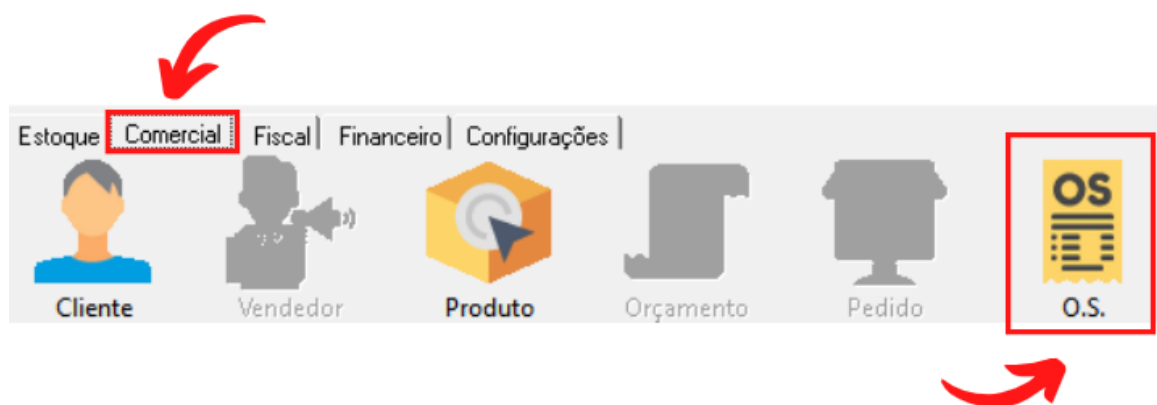 Estoque Comercial Fiscal Financeiro Configurações
OS
Cliente Vendedor Produto Orçamento Pedido O.S.